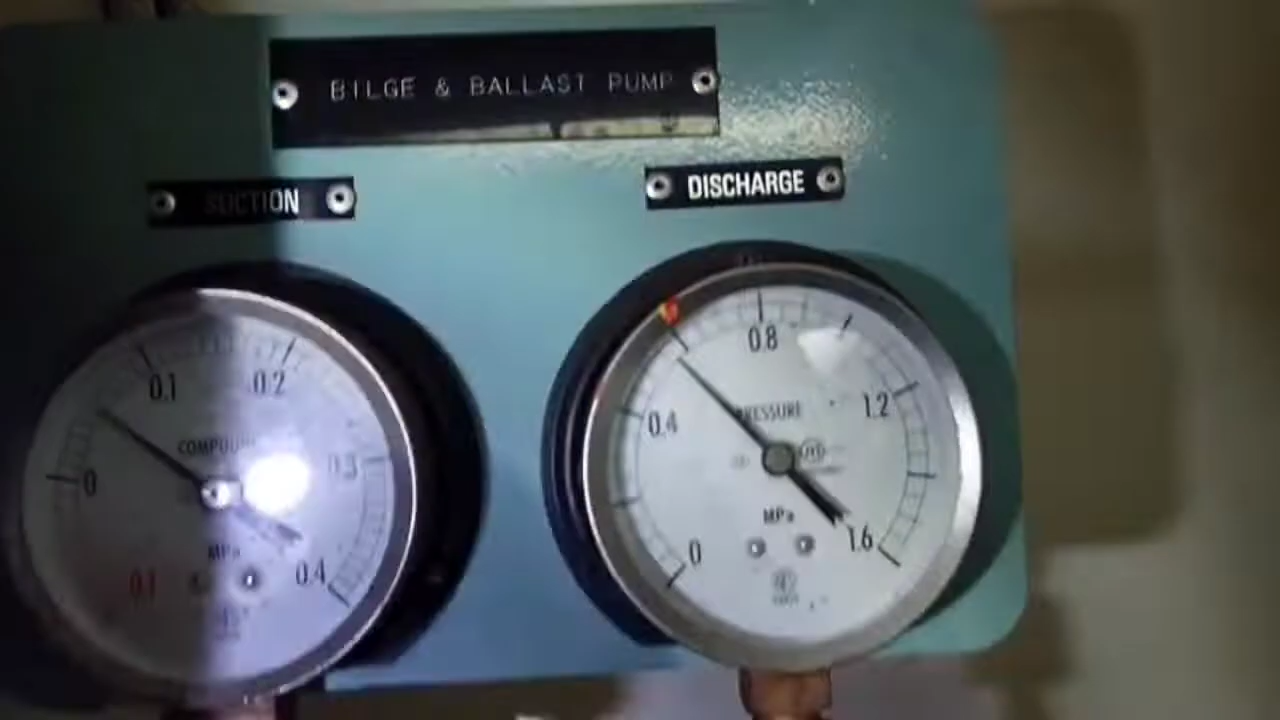 BILGE & BALLAST PUMP
SUCTION
DISCHARGE
0.1
0.2
0
0.3
COMPOUND
MPa
0.1
0.4
0.8
0.4
1.2
PRESSURE
MPa
0
1.6